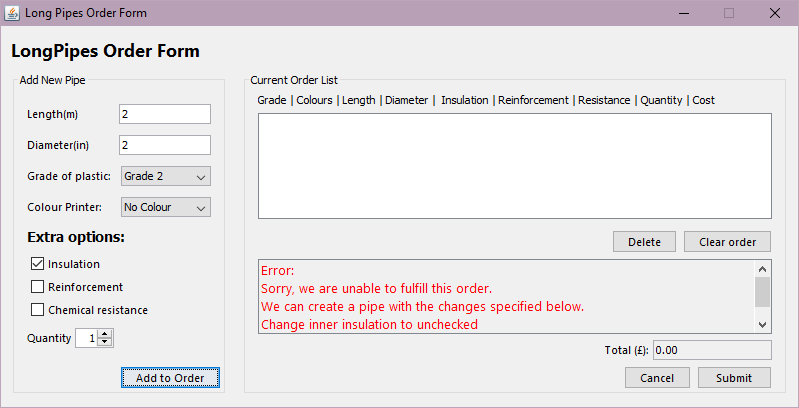 Long Pipes Order Form
LongPipes Order Form
Add New Pipe
Length(m) 2
Diameter(in) 2
Grade of plastic: Grade 2
Colour Printer: No Colour
Extra options:
Insulation
Reinforcement
Chemical resistance
Quantity 1
Add to Order
Current Order List
Grade | Colours | Length | Diameter | Insulation | Reinforcement | Resistance | Quantity | Cost
Delete Clear order
Error:
Sorry, we are unable to fulfill this order.
We can create a pipe with the changes specified below.
Change inner insulation to unchecked
Total (£): 0.00
Cancel Submit